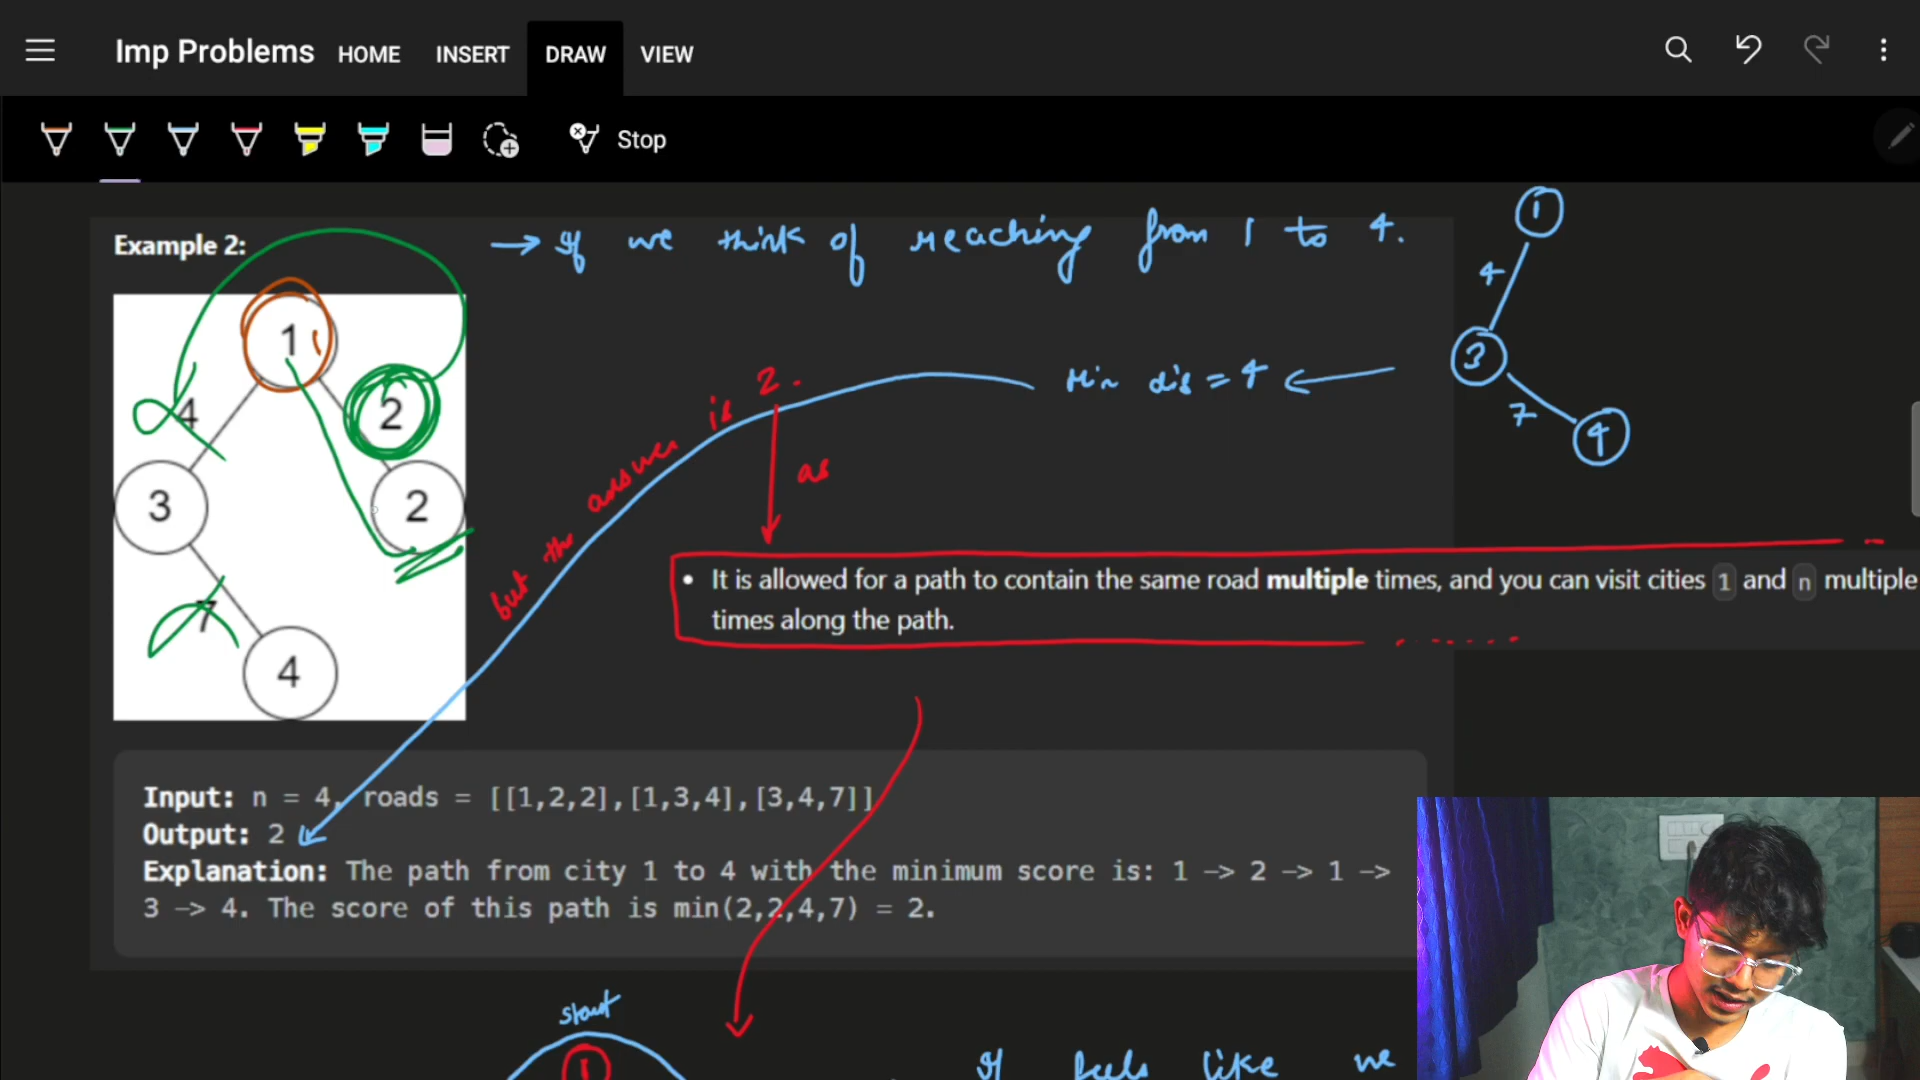 Imp Problems HOME INSERT DRAW VIEW
Stop
Example 2:
→ If we think of reaching from 1 to 4.
1
4
3
7
4
1
4
2
3
2
7
4
Min dis = 4
but the answer is 2.
as
• It is allowed for a path to contain the same road multiple times, and you can visit cities 1 and n multiple
times along the path.
Input: n = 4, roads = [[1,2,2],[1,3,4],[3,4,7]]
Output: 2
Explanation: The path from city 1 to 4 with the minimum score is: 1 -> 2 -> 1 ->
3 -> 4. The score of this path is min(2,2,4,7) = 2.
start
1
If feels like we